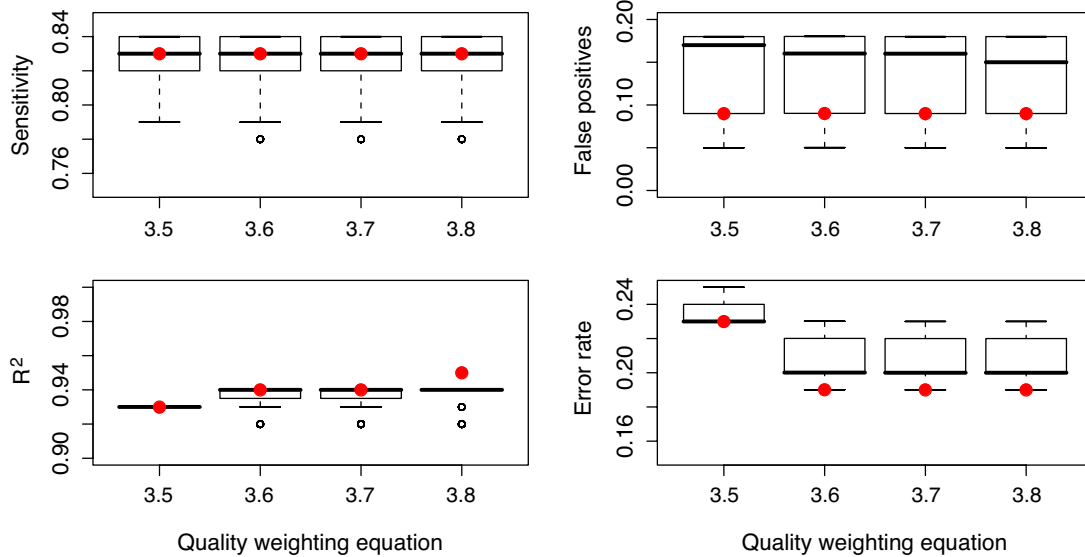 Sensitivity
0.84
0.80
0.76
3.5 3.6 3.7 3.8
False positives
0.20
0.10
0.00
3.5 3.6 3.7 3.8
R²
0.98
0.94
0.90
3.5 3.6 3.7 3.8
Quality weighting equation
Error rate
0.24
0.20
0.16
3.5 3.6 3.7 3.8
Quality weighting equation